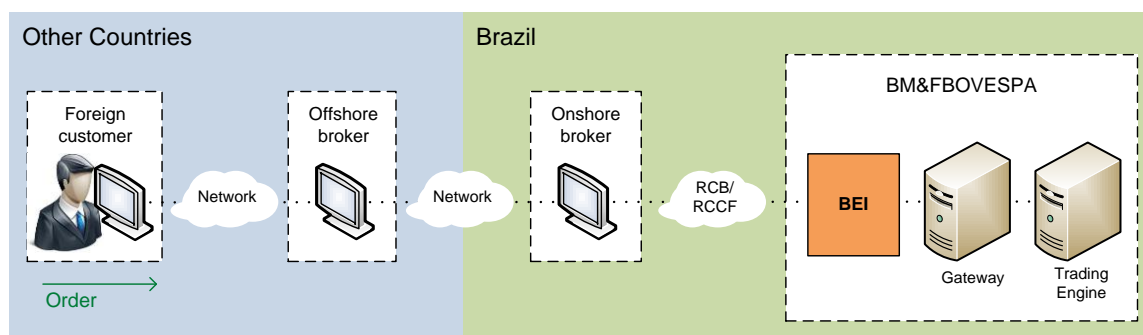 Other Countries
Brazil
BM&FBOVESPA
Foreign
customer
Offshore
broker
Onshore
broker
Network
Network
RCB/
RCCF
BEI
Gateway
Trading
Engine
Order